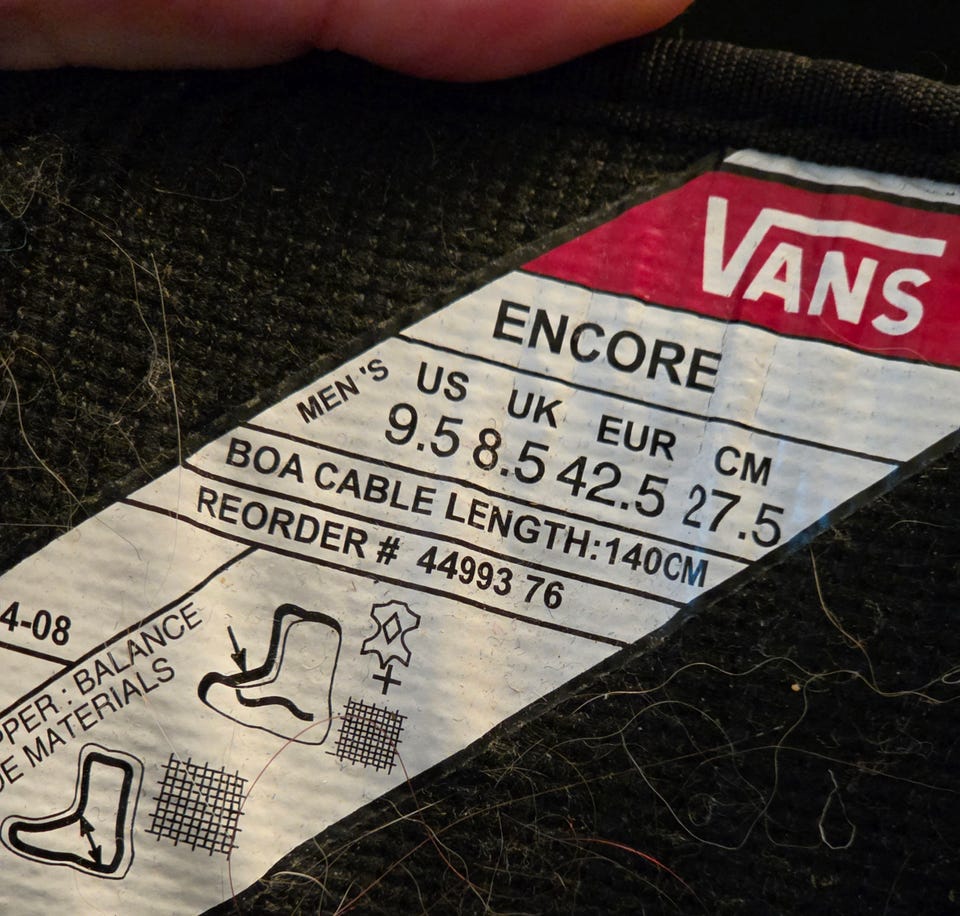 VANS
ENCORE
MEN'S US UK EUR CM
9.5 8.5 42.5 27.5
BOA CABLE LENGTH:140CM
REORDER # 44993 76
4-08
: BALANCE
MATERIALS
+